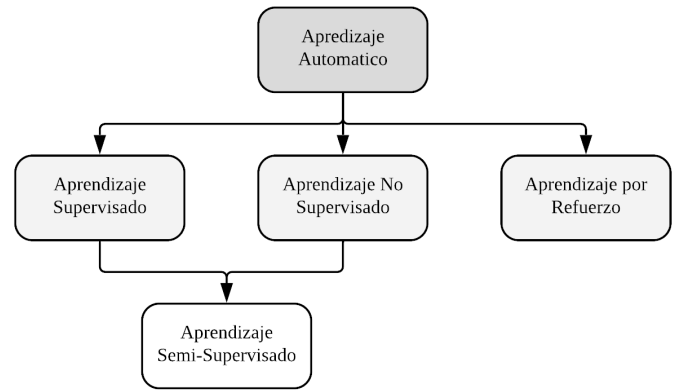 Apredizaje
Automatico
Aprendizaje
Supervisado
Aprendizaje No
Supervisado
Aprendizaje por
Refuerzo
Aprendizaje
Semi-Supervisado